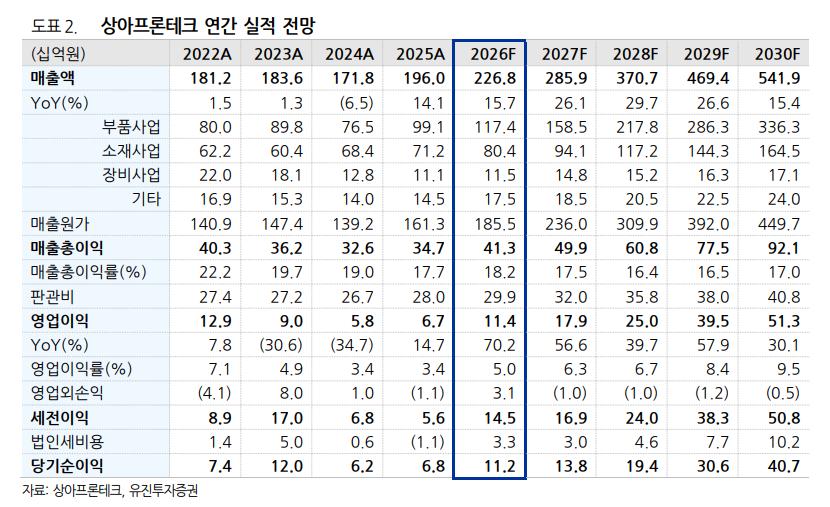 도표 2. 상아프론테크 연간 실적 전망
(십억원) 2022A 2023A 2024A 2025A 2026F 2027F 2028F 2029F 2030F
매출액 181.2 183.6 171.8 196.0 226.8 285.9 370.7 469.4 541.9
YoY(%) 1.5 1.3 (6.5) 14.1 15.7 26.1 29.7 26.6 15.4
부품사업 80.0 89.8 76.5 99.1 117.4 158.5 217.8 286.3 336.3
소재사업 62.2 60.4 68.4 71.2 80.4 94.1 117.2 144.3 164.5
장비사업 22.0 18.1 12.8 11.1 11.5 14.8 15.2 16.3 17.1
기타 16.9 15.3 14.0 14.5 17.5 18.5 20.5 22.5 24.0
매출원가 140.9 147.4 139.2 161.3 185.5 236.0 309.9 392.0 449.7
매출총이익 40.3 36.2 32.6 34.7 41.3 49.9 60.8 77.5 92.1
매출총이익률(%) 22.2 19.7 19.0 17.7 18.2 17.5 16.4 16.5 17.0
판관비 27.4 27.2 26.7 28.0 29.9 32.0 35.8 38.0 40.8
영업이익 12.9 9.0 5.8 6.7 11.4 17.9 25.0 39.5 51.3
YoY(%) 7.8 (30.6) (34.7) 14.7 70.2 56.6 39.7 57.9 30.1
영업이익률(%) 7.1 4.9 3.4 3.4 5.0 6.3 6.7 8.4 9.5
영업외손익 (4.1) 8.0 1.0 (1.1) 3.1 (1.0) (1.0) (1.2) (0.5)
세전이익 8.9 17.0 6.8 5.6 14.5 16.9 24.0 38.3 50.8
법인세비용 1.4 5.0 0.6 (1.1) 3.3 3.0 4.6 7.7 10.2
당기순이익 7.4 12.0 6.2 6.8 11.2 13.8 19.4 30.6 40.7
자료: 상아프론테크, 유진투자증권